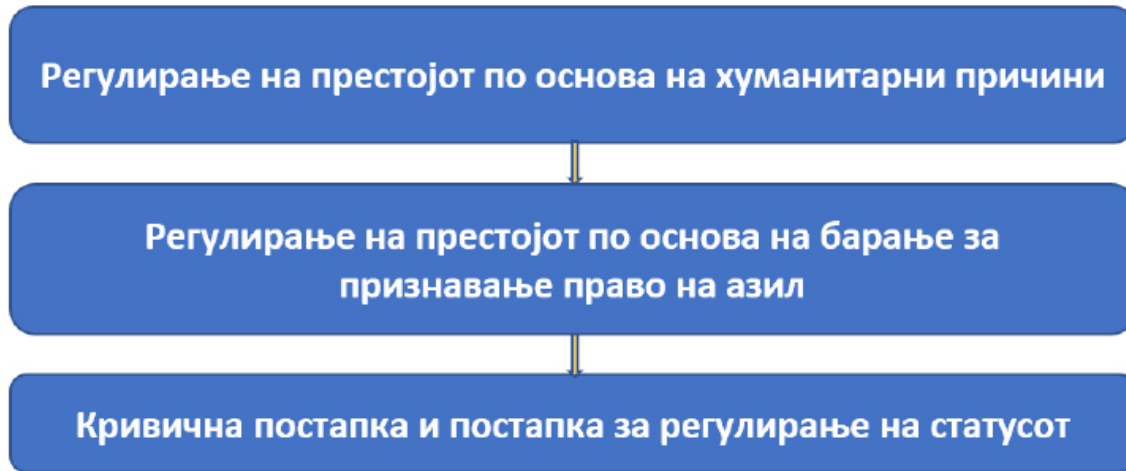 Регулирање на престојот по основа на хуманитарни причини
Регулирање на престојот по основа на барање за
признавање право на азил
Кривична постапка и постапка за регулирање на статусот